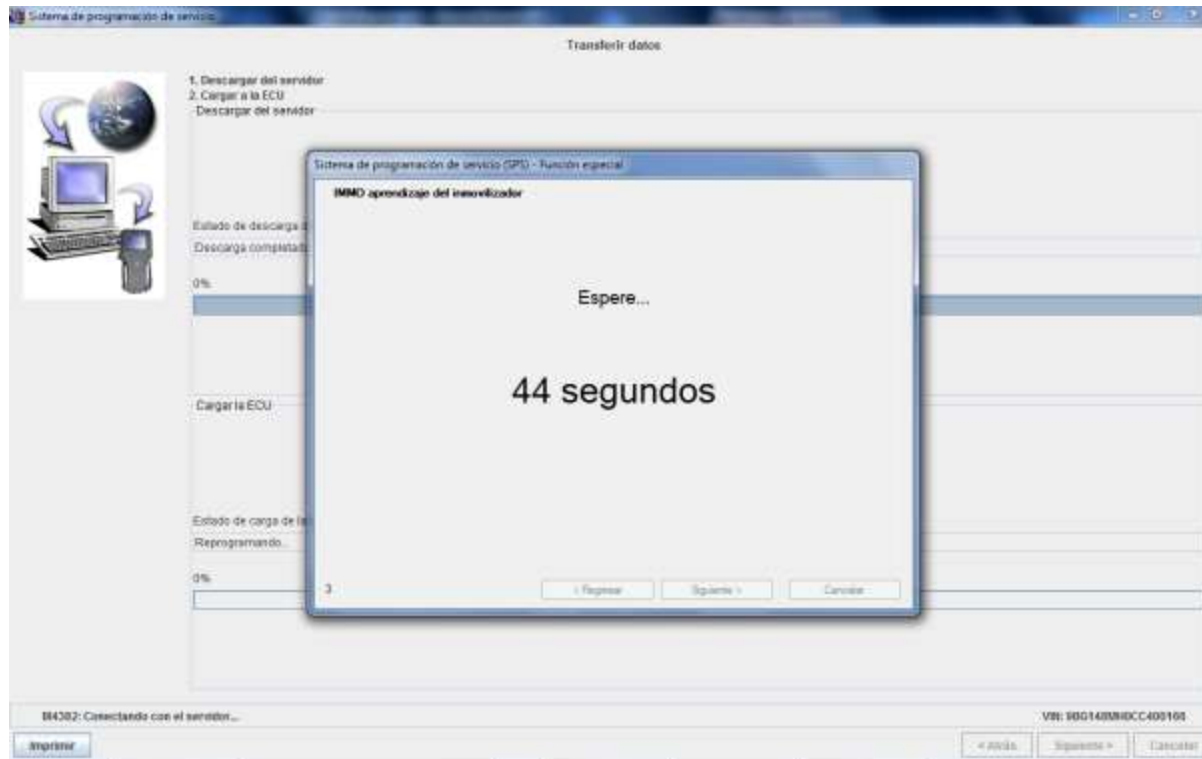 Sistema de programación de servicio
Transferir datos
1. Descargar del servidor
2. Cargar a la ECU
Descargar del servidor
Sistema de programación de servicio (SPS) - Función especial
IMMO aprendizaje del inmovilizador
Estado de descarga
Descarga completada
0%
Espere...
44 segundos
Cargar la ECU
Estado de carga de la
Reprogramando...
0%
3
< Regresar
Siguiente >
Cancelar
Conectando con el servidor...
VIN:
Imprimir
< Atrás
Siguiente >
Cancelar